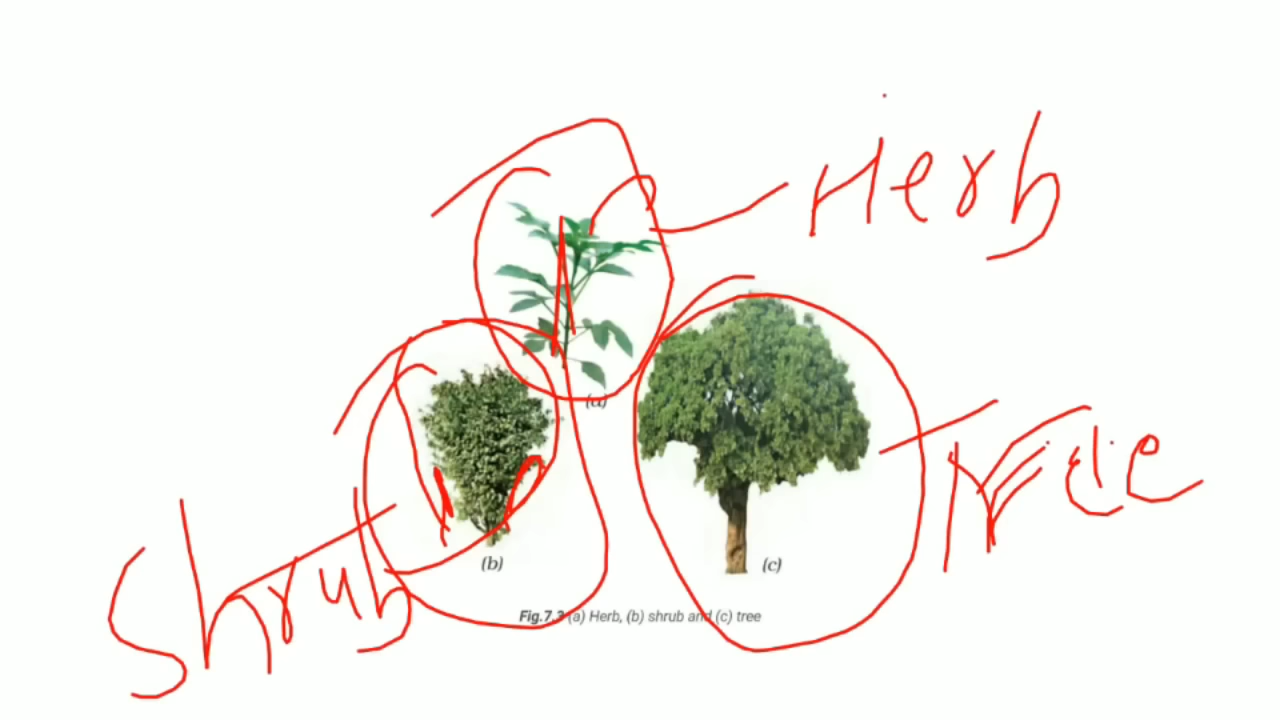 Herb
(a)
Tree
Shrub
(b)
(c)
Fig.7.3 (a) Herb, (b) shrub and (c) tree